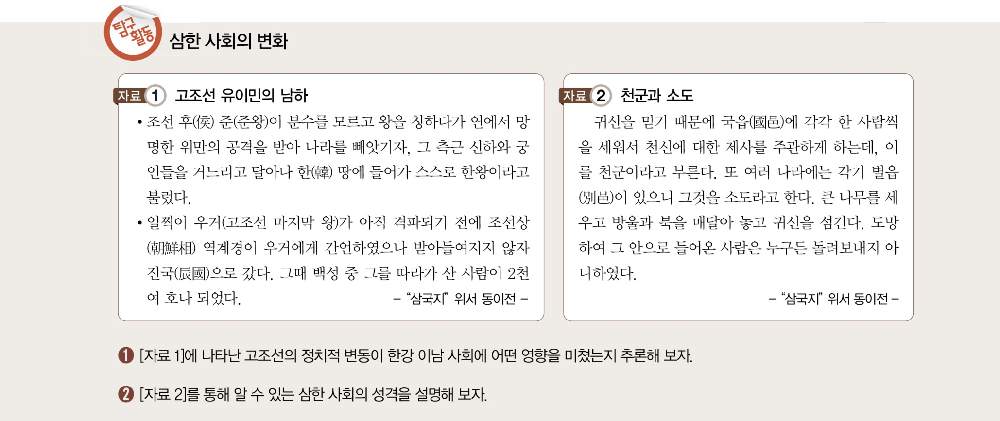 탐구
활동
삼한 사회의 변화
자료 1 고조선 유이민의 남하
• 조선 후(侯) 준(준왕)이 분수를 모르고 왕을 칭하다가 연에서 망
명한 위만의 공격을 받아 나라를 빼앗기자, 그 측근 신하와 궁
인들을 거느리고 달아나 한(韓) 땅에 들어가 스스로 한왕이라고
불렀다.
• 일찍이 우거(고조선 마지막 왕)가 아직 격파되기 전에 조선상
(朝鮮相) 역계경이 우거에게 간언하였으나 받아들여지지 않자
진국(辰國)으로 갔다. 그때 백성 중 그를 따라가 산 사람이 2천
여 호나 되었다. – “삼국지” 위서 동이전 –
자료 2 천군과 소도
귀신을 믿기 때문에 국읍(國邑)에 각각 한 사람씩
을 세워서 천신에 대한 제사를 주관하게 하는데, 이
를 천군이라고 부른다. 또 여러 나라에는 각기 별읍
(別邑)이 있으니 그것을 소도라고 한다. 큰 나무를 세
우고 방울과 북을 매달아 놓고 귀신을 섬긴다. 도망
하여 그 안으로 들어온 사람은 누구든 돌려보내지 아
니하였다.
– “삼국지” 위서 동이전 –
❶ [자료 1]에 나타난 고조선의 정치적 변동이 한강 이남 사회에 어떤 영향을 미쳤는지 추론해 보자.
❷ [자료 2]를 통해 알 수 있는 삼한 사회의 성격을 설명해 보자.